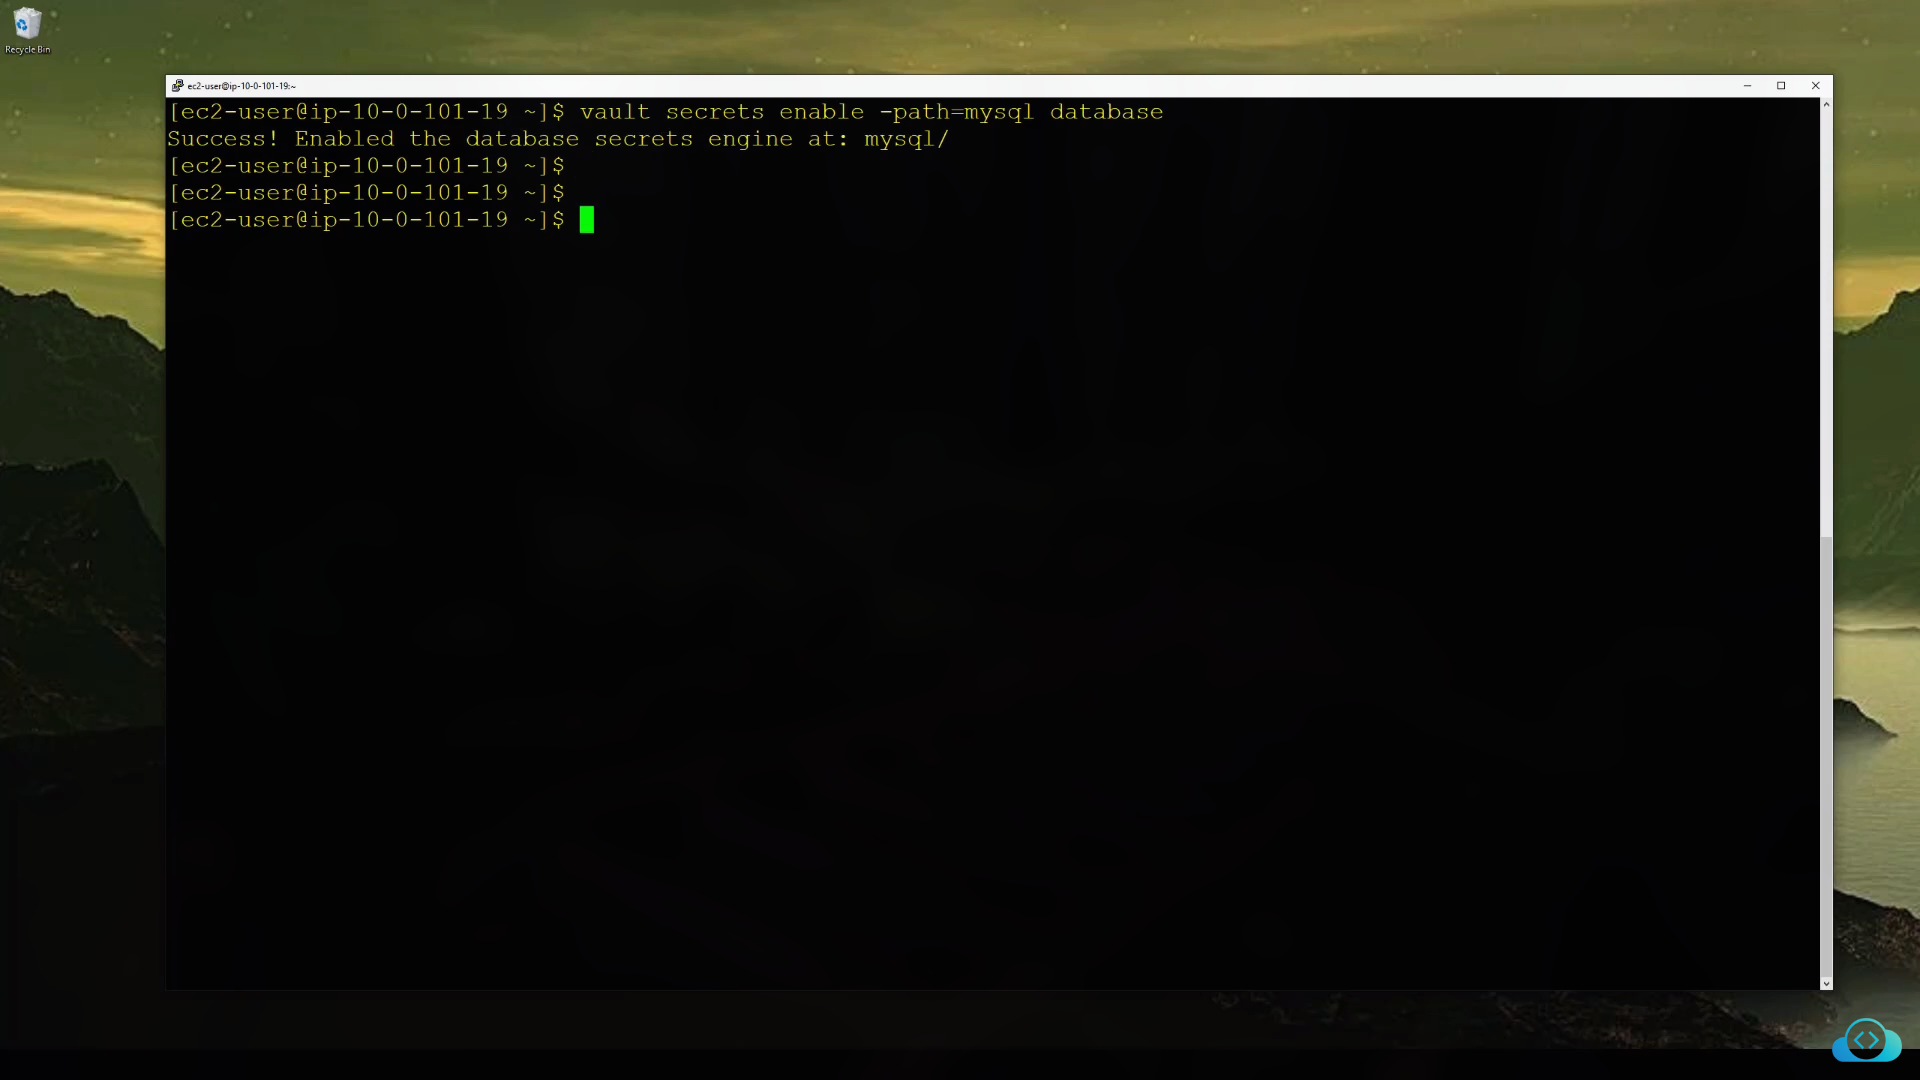 Recycle Bin
ec2-user@ip-10-0-101-19:~
[ec2-user@ip-10-0-101-19 ~]$ vault secrets enable -path=mysql database
Success! Enabled the database secrets engine at: mysql/
[ec2-user@ip-10-0-101-19 ~]$
[ec2-user@ip-10-0-101-19 ~]$
[ec2-user@ip-10-0-101-19 ~]$